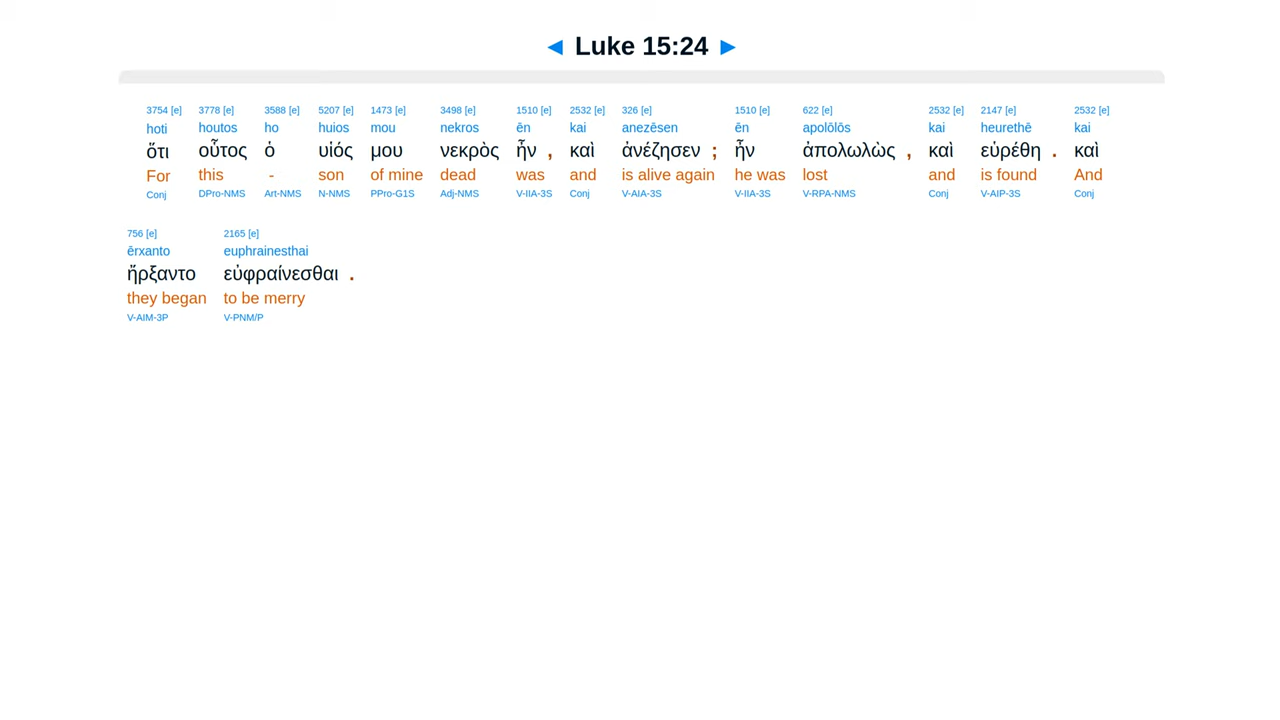 ◄ Luke 15:24 ►
3754 [e] 3778 [e] 3588 [e] 5207 [e] 1473 [e] 3498 [e] 1510 [e] 2532 [e] 326 [e] 1510 [e] 622 [e] 2532 [e] 2147 [e] 2532 [e]
hoti houtos ho huios mou nekros ēn kai anezēsen ēn apolōlōs kai heurethē kai
ὅτι οὗτος ὁ υἱός μου νεκρὸς ἦν , καὶ ἀνέζησεν ; ἦν ἀπολωλὼς , καὶ εὑρέθη . καὶ
For this - son of mine dead was and is alive again he was lost and is found And
Conj DPro-NMS Art-NMS N-NMS PPro-G1S Adj-NMS V-IIA-3S Conj V-AIA-3S V-IIA-3S V-RPA-NMS Conj V-AIP-3S Conj
756 [e] 2165 [e]
ērxanto euphrainesthai
ἤρξαντο εὐφραίνεσθαι .
they began to be merry
V-AIM-3P V-PNM/P